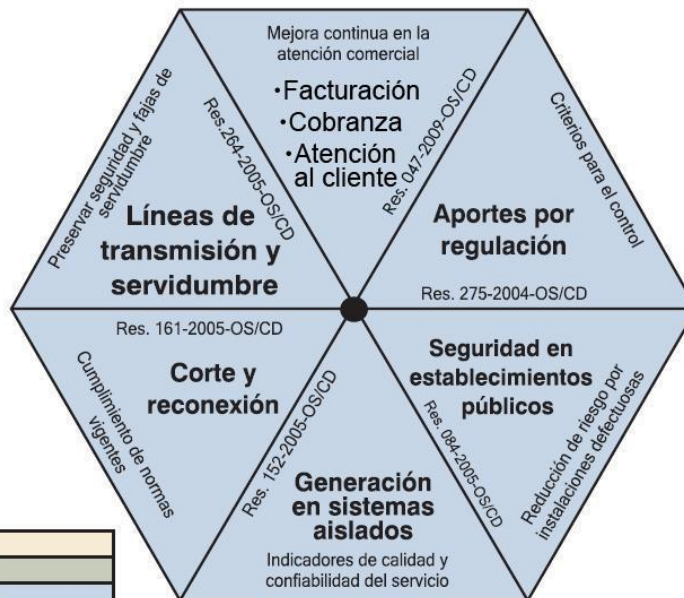 Mejora continua en la
atención comercial
•Facturación
•Cobranza
•Atención
al cliente
Res. 047-2009-OS/CD
Criterios para el control
Aportes por
regulación
Res. 275-2004-OS/CD
Seguridad en
establecimientos
públicos
Res. 084-2005-OS/CD
Reducción de riesgo por
instalaciones defectuosas
Generación
en sistemas
aislados
Indicadores de calidad y
confiabilidad del servicio
Res. 152-2005-OS/CD
Corte y
reconexión
Cumplimiento de normas
vigentes
Res. 161-2005-OS/CD
Líneas de
transmisión y
servidumbre
Preservar seguridad y fajas de
servidumbre
Res.264-2005-OS/CD